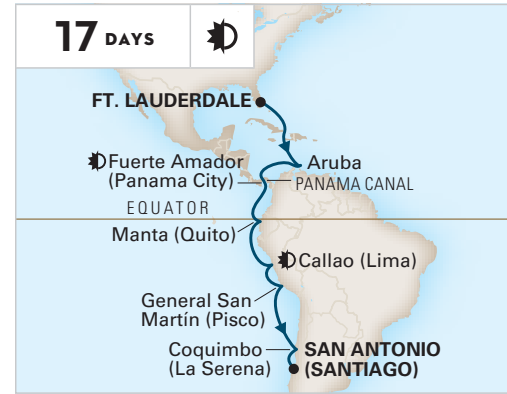 17 DAYS
FT. LAUDERDALE
Fuerte Amador
(Panama City)
Aruba
PANAMA CANAL
EQUATOR
Manta (Quito)
Callao (Lima)
General San
Martín (Pisco)
Coquimbo
(La Serena)
SAN ANTONIO
(SANTIAGO)